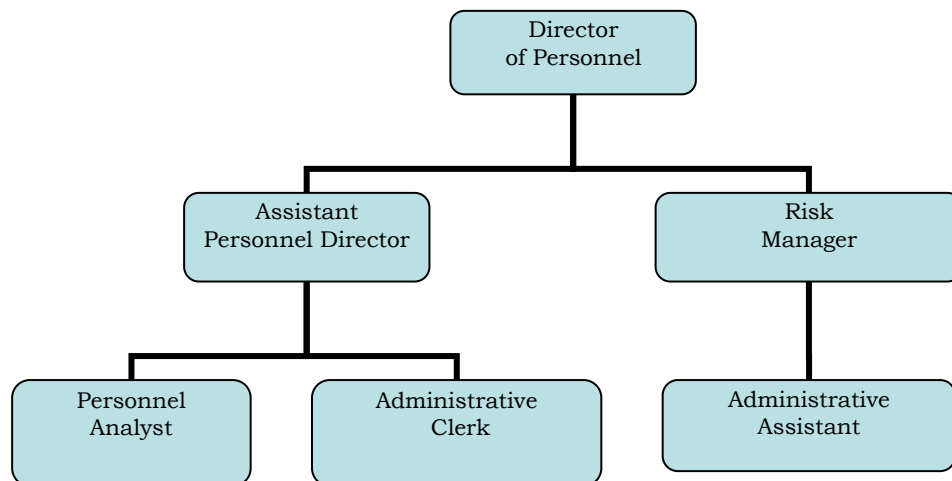 Director
of Personnel
Assistant
Personnel Director
Risk
Manager
Personnel
Analyst
Administrative
Clerk
Administrative
Assistant